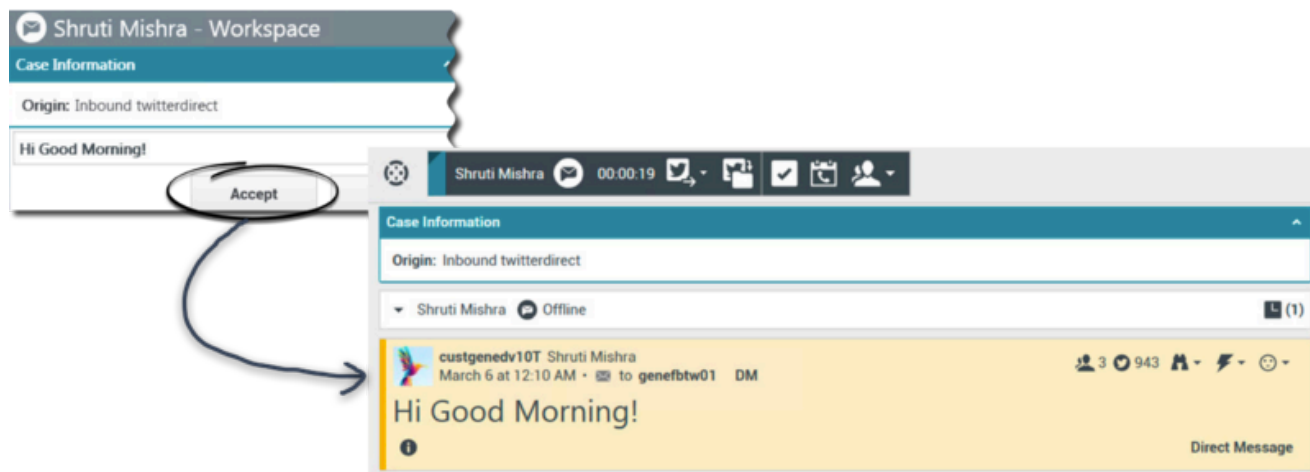 Shruti Mishra - Workspace
Case Information
Origin: Inbound twitterdirect
Hi Good Morning!
Accept
Shruti Mishra 00:00:19
Case Information
Origin: Inbound twitterdirect
Shruti Mishra Offline (1)
custgenedv10T Shruti Mishra 3 943
March 6 at 12:10 AM • to genefbtw01 DM
Hi Good Morning!
Direct Message